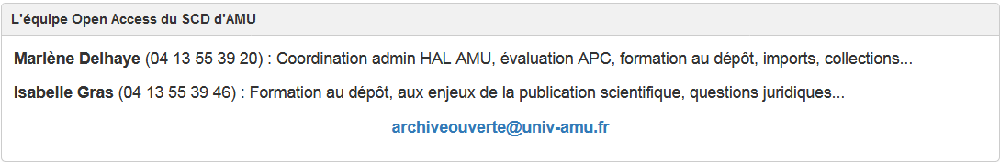 L'équipe Open Access du SCD d'AMU
Marlène Delhaye (04 13 55 39 20) : Coordination admin HAL AMU, évaluation APC, formation au dépôt, imports, collections...
Isabelle Gras (04 13 55 39 46) : Formation au dépôt, aux enjeux de la publication scientifique, questions juridiques...
archiveouverte@univ-amu.fr